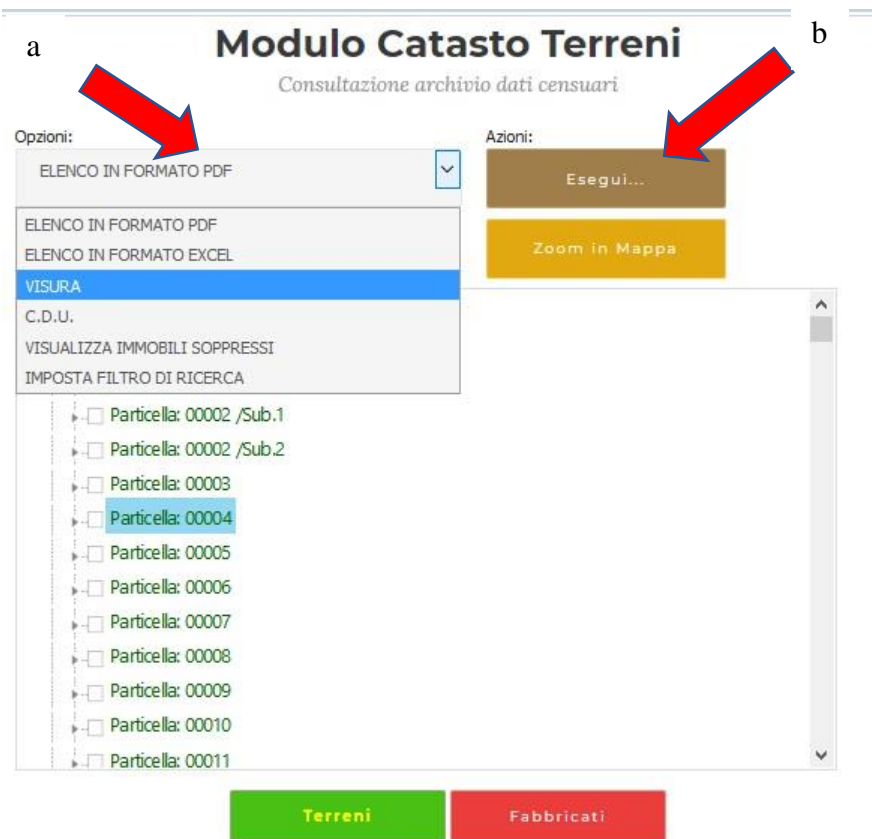 a
b
Modulo Catasto Terreni
Consultazione archivio dati censuari
Opzioni:
Azioni:
ELENCO IN FORMATO PDF
Esegui...
ELENCO IN FORMATO PDF
ELENCO IN FORMATO EXCEL
Zoom in Mappa
VISURA
C.D.U.
VISUALIZZA IMMOBILI SOPPRESSI
IMPOSTA FILTRO DI RICERCA
Particella: 00002 /Sub.1
Particella: 00002 /Sub.2
Particella: 00003
Particella: 00004
Particella: 00005
Particella: 00006
Particella: 00007
Particella: 00008
Particella: 00009
Particella: 00010
Particella: 00011
Terreni
Fabbricati